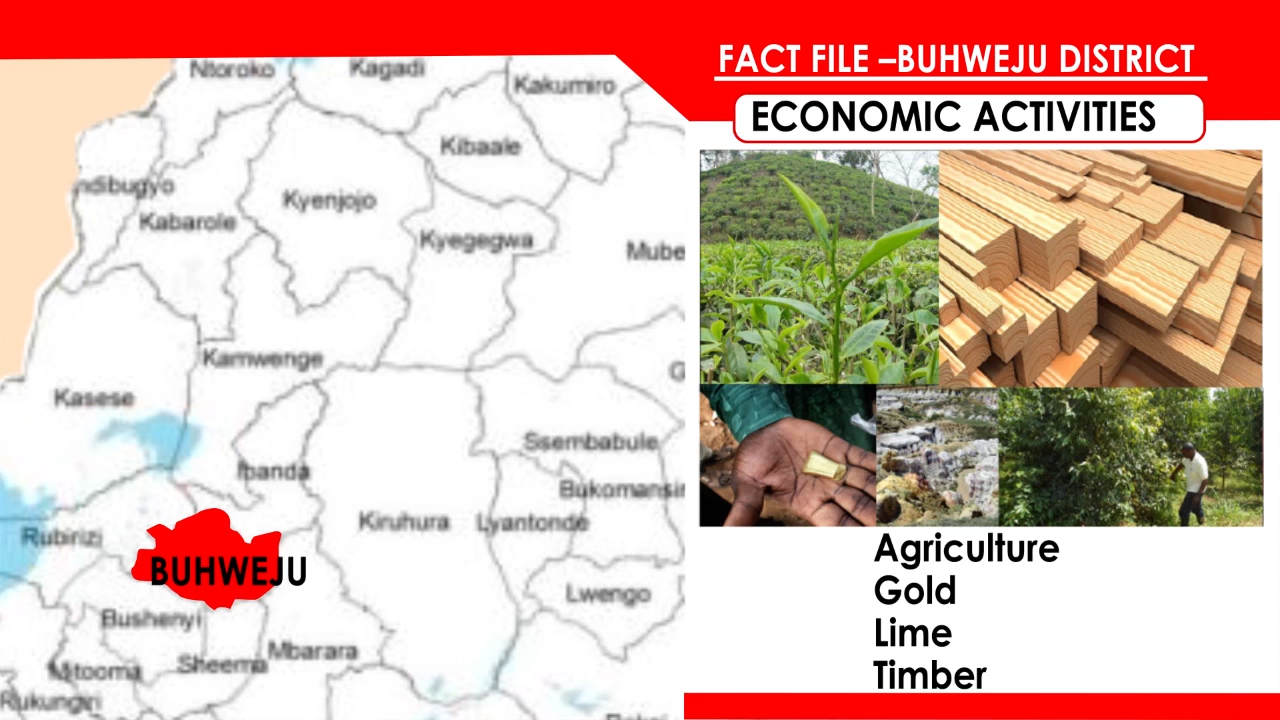 FACT FILE –BUHWEJU DISTRICT
ECONOMIC ACTIVITIES
Ntoroko
Kagadi
Kakumiro
Kibaale
ndibugyo
Kabarole
Kyenjojo
Kyegegwa
Mube
Kamwenge
Kasese
G
Ssembabule
Ibanda
Bukomansi
Kiruhura
Lyantonde
Rubirizi
BUHWEJU
Lwengo
Bushenyi
Mbarara
Sheema
Mitooma
Rukungiri
Agriculture
Gold
Lime
Timber